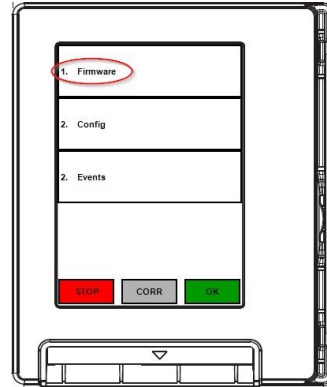 1. Firmware
2. Config
2. Events
STOP CORR OK